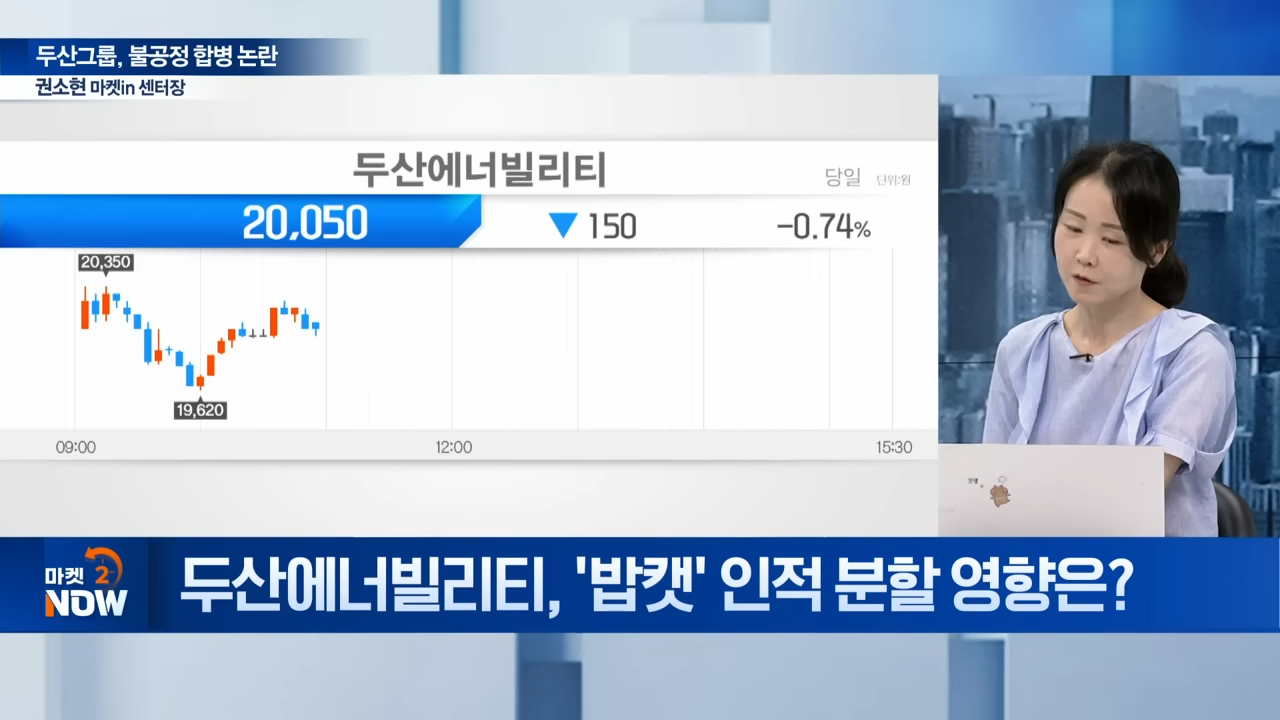 두산그룹, 불공정 합병 논란
권소현 마켓in 센터장
두산에너빌리티
당일 단위:원
20,050 ▼ 150 -0.74%
20,350
19,620
09:00 12:00 15:30
마켓 2
NOW
두산에너빌리티, '밥캣' 인적 분할 영향은?